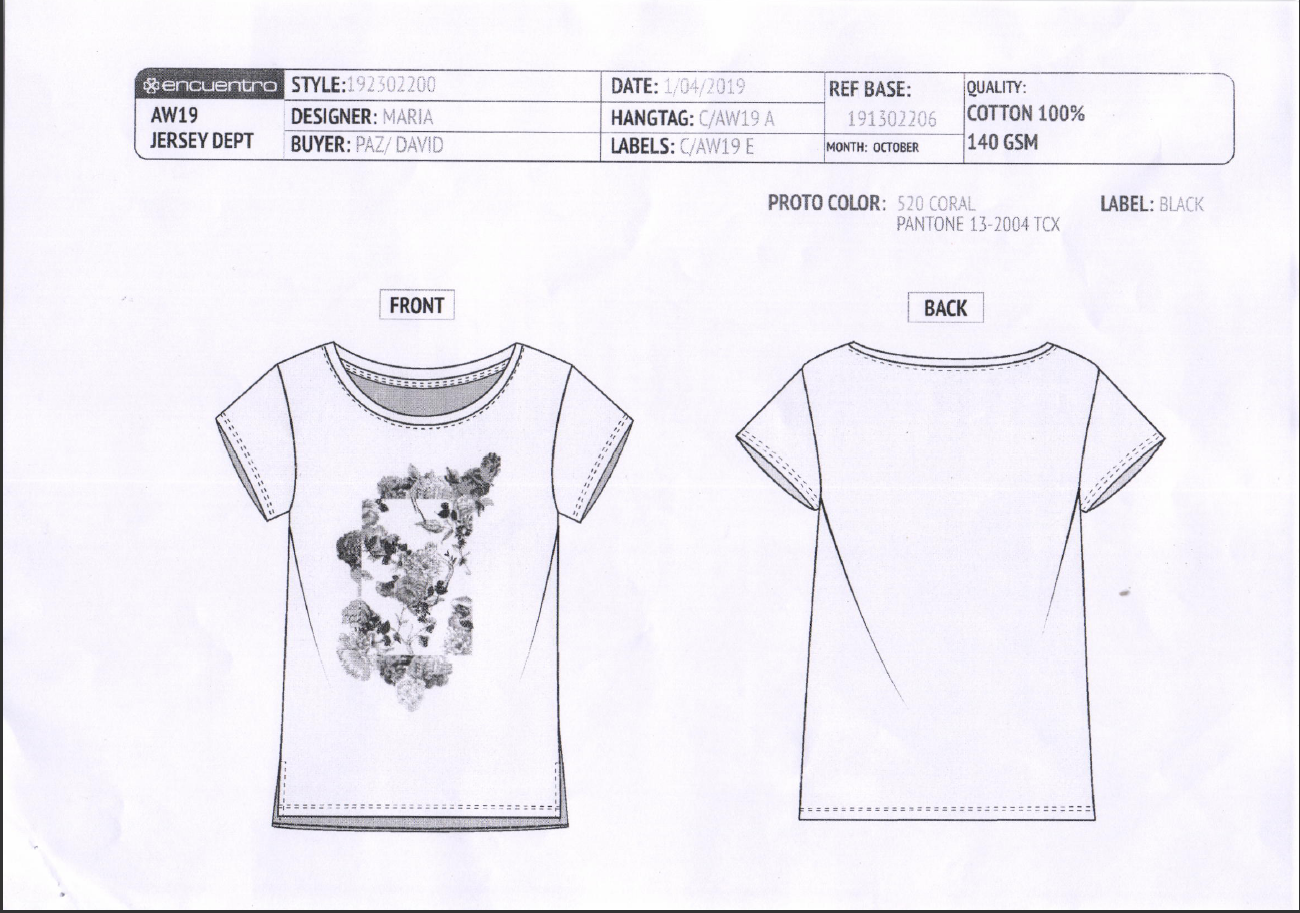 encuentro
AW19
JERSEY DEPT
STYLE:192302200
DESIGNER: MARIA
BUYER: PAZ/ DAVID
DATE: 1/04/2019
HANGTAG: C/AW19 A
LABELS: C/AW19 E
REF BASE:
191302206
MONTH: OCTOBER
QUALITY:
COTTON 100%
140 GSM
PROTO COLOR: 520 CORAL
PANTONE 13-2004 TCX
LABEL: BLACK
FRONT
BACK